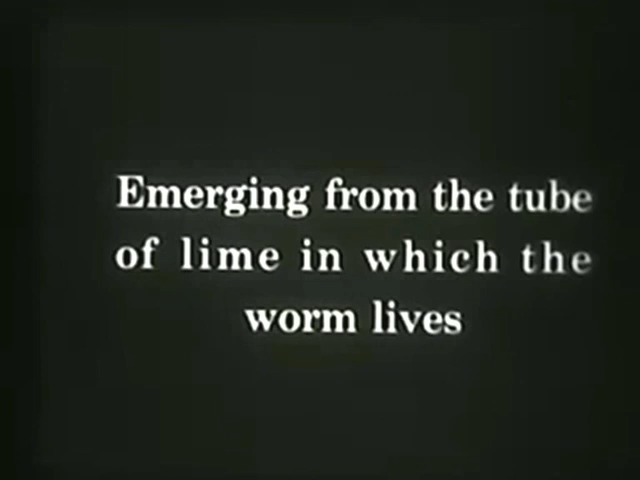 Emerging from the tube
of lime in which the
worm lives